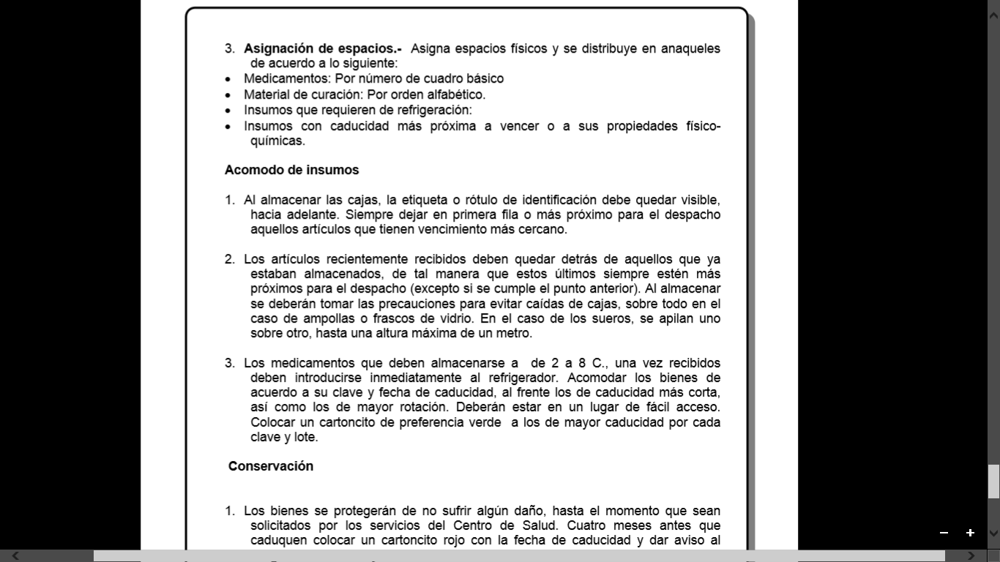 3. Asignación de espacios.- Asigna espacios físicos y se distribuye en anaqueles
de acuerdo a lo siguiente:
• Medicamentos: Por número de cuadro básico
• Material de curación: Por orden alfabético.
• Insumos que requieren de refrigeración:
• Insumos con caducidad más próxima a vencer o a sus propiedades físico-
químicas.
Acomodo de insumos
1. Al almacenar las cajas, la etiqueta o rótulo de identificación debe quedar visible,
hacia adelante. Siempre dejar en primera fila o más próximo para el despacho
aquellos artículos que tienen vencimiento más cercano.
2. Los artículos recientemente recibidos deben quedar detrás de aquellos que ya
estaban almacenados, de tal manera que estos últimos siempre estén más
próximos para el despacho (excepto si se cumple el punto anterior). Al almacenar
se deberán tomar las precauciones para evitar caídas de cajas, sobre todo en el
caso de ampollas o frascos de vidrio. En el caso de los sueros, se apilan uno
sobre otro, hasta una altura máxima de un metro.
3. Los medicamentos que deben almacenarse a de 2 a 8 C., una vez recibidos
deben introducirse inmediatamente al refrigerador. Acomodar los bienes de
acuerdo a su clave y fecha de caducidad, al frente los de caducidad más corta,
así como los de mayor rotación. Deberán estar en un lugar de fácil acceso.
Colocar un cartoncito de preferencia verde a los de mayor caducidad por cada
clave y lote.
Conservación
1. Los bienes se protegerán de no sufrir algún daño, hasta el momento que sean
solicitados por los servicios del Centro de Salud. Cuatro meses antes que
caduquen colocar un cartoncito rojo con la fecha de caducidad y dar aviso al